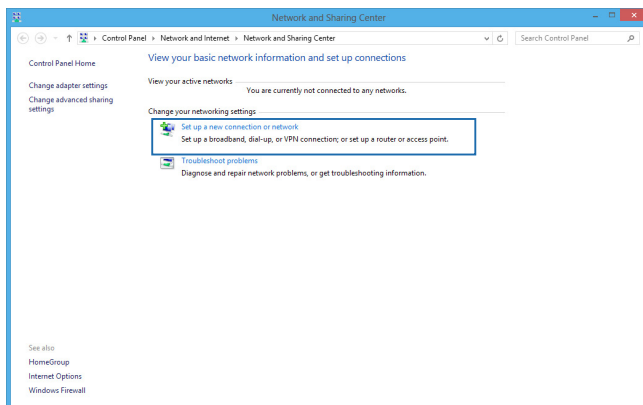 Network and Sharing Center
Control Panel Network and Internet Network and Sharing Center
Search Control Panel
Control Panel Home
Change adapter settings
Change advanced sharing
settings
View your basic network information and set up connections
View your active networks
You are currently not connected to any networks.
Change your networking settings
Set up a new connection or network
Set up a broadband, dial-up, or VPN connection; or set up a router or access point.
Troubleshoot problems
Diagnose and repair network problems, or get troubleshooting information.
See also
HomeGroup
Internet Options
Windows Firewall